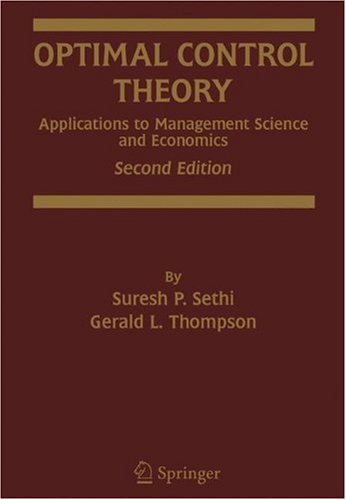 OPTIMAL CONTROL
THEORY
Applications to Management Science
and Economics
Second Edition
By
Suresh P. Sethi
Gerald L. Thompson
Springer